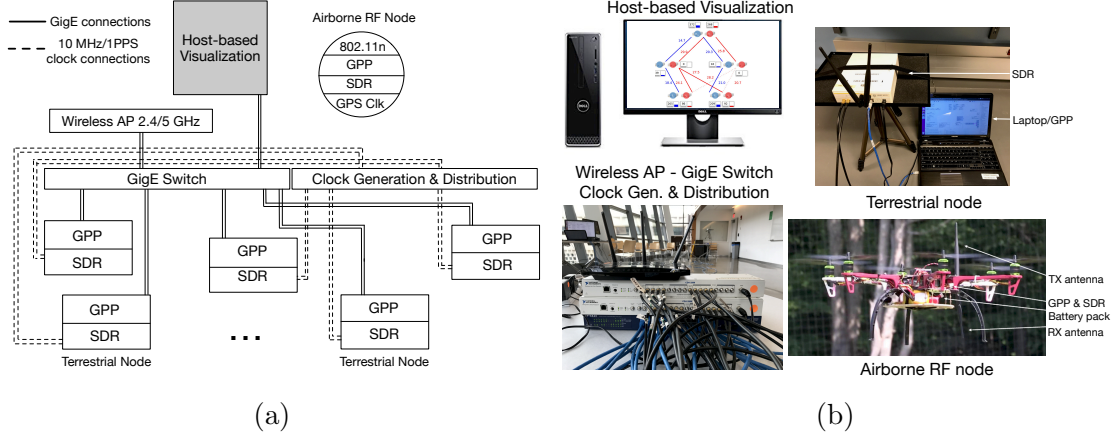 GigE connections
10 MHz/1PPS
clock connections
Host-based
Visualization
Airborne RF Node
802.11n
GPP
SDR
GPS Clk
Wireless AP 2.4/5 GHz
GigE Switch
Clock Generation & Distribution
GPP
SDR
GPP
SDR
GPP
SDR
GPP
SDR
GPP
SDR
Terrestrial Node
...
Terrestrial Node
(a)
Host-based Visualization
DELL
DELL
Wireless AP - GigE Switch
Clock Gen. & Distribution
SDR
Laptop/GPP
Terrestrial node
TX antenna
GPP & SDR
Battery pack
RX antenna
Airborne RF node
(b)